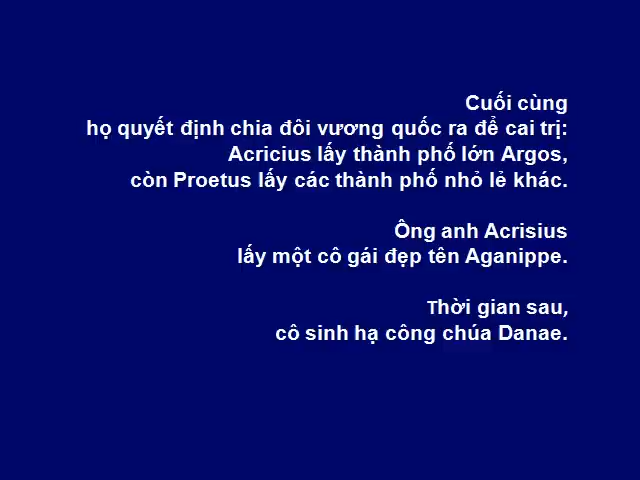 Cuối cùng
họ quyết định chia đôi vương quốc ra để cai trị:
Acricius lấy thành phố lớn Argos,
còn Proetus lấy các thành phố nhỏ lẻ khác.
Ông anh Acrisius
lấy một cô gái đẹp tên Aganippe.
Thời gian sau,
cô sinh hạ công chúa Danae.